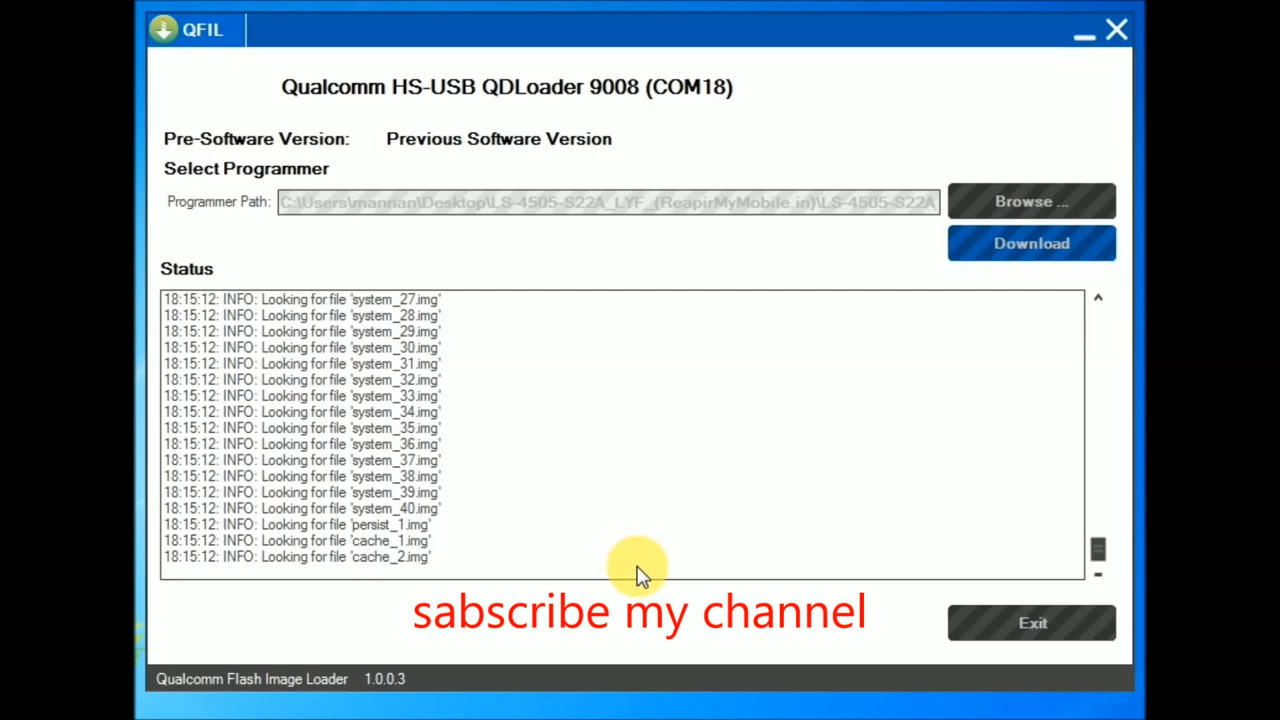 QFIL
Qualcomm HS-USB QDLoader 9008 (COM18)
Pre-Software Version: Previous Software Version
Select Programmer
Programmer Path: C:\Users\mannan\Desktop\LS-4505-S22A_LYF_(ReapirMyMobile.in)\LS-4505-S22A_ Browse ...
Download
Status
18:15:12: INFO: Looking for file 'system_27.img'
18:15:12: INFO: Looking for file 'system_28.img'
18:15:12: INFO: Looking for file 'system_29.img'
18:15:12: INFO: Looking for file 'system_30.img'
18:15:12: INFO: Looking for file 'system_31.img'
18:15:12: INFO: Looking for file 'system_32.img'
18:15:12: INFO: Looking for file 'system_33.img'
18:15:12: INFO: Looking for file 'system_34.img'
18:15:12: INFO: Looking for file 'system_35.img'
18:15:12: INFO: Looking for file 'system_36.img'
18:15:12: INFO: Looking for file 'system_37.img'
18:15:12: INFO: Looking for file 'system_38.img'
18:15:12: INFO: Looking for file 'system_39.img'
18:15:12: INFO: Looking for file 'system_40.img'
18:15:12: INFO: Looking for file 'persist_1.img'
18:15:12: INFO: Looking for file 'cache_1.img'
18:15:12: INFO: Looking for file 'cache_2.img'
sabscribe my channel
Exit
Qualcomm Flash Image Loader 1.0.0.3